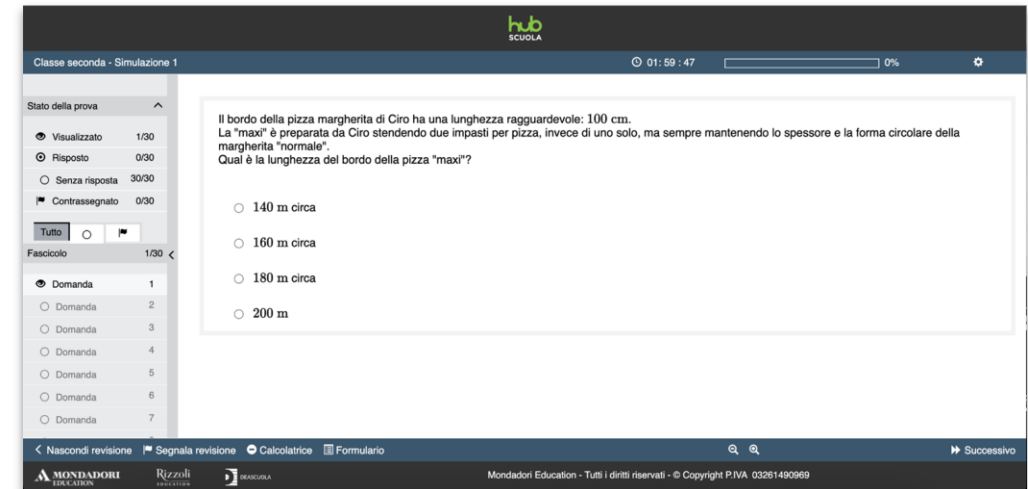 hub
SCUOLA
Classe seconda - Simulazione 1
01: 59 : 47
0%
Stato della prova
Visualizzato 1/30
Risposto 0/30
Senza risposta 30/30
Contrassegnato 0/30
Tutto
Fascicolo 1/30
Domanda 1
Domanda 2
Domanda 3
Domanda 4
Domanda 5
Domanda 6
Domanda 7
Il bordo della pizza margherita di Ciro ha una lunghezza ragguardevole: 100 cm.
La "maxi" è preparata da Ciro stendendo due impasti per pizza, invece di uno solo, ma sempre mantenendo lo spessore e la forma circolare della
margherita "normale".
Qual è la lunghezza del bordo della pizza "maxi"?
140 m circa
160 m circa
180 m circa
200 m
Nascondi revisione
Segnala revisione
Calcolatrice
Formulario
Successivo
MONDADORI
EDUCATION
Rizzoli
EDUCATION
DEASCUOLA
Mondadori Education - Tutti i diritti riservati - © Copyright P.IVA 03261490969